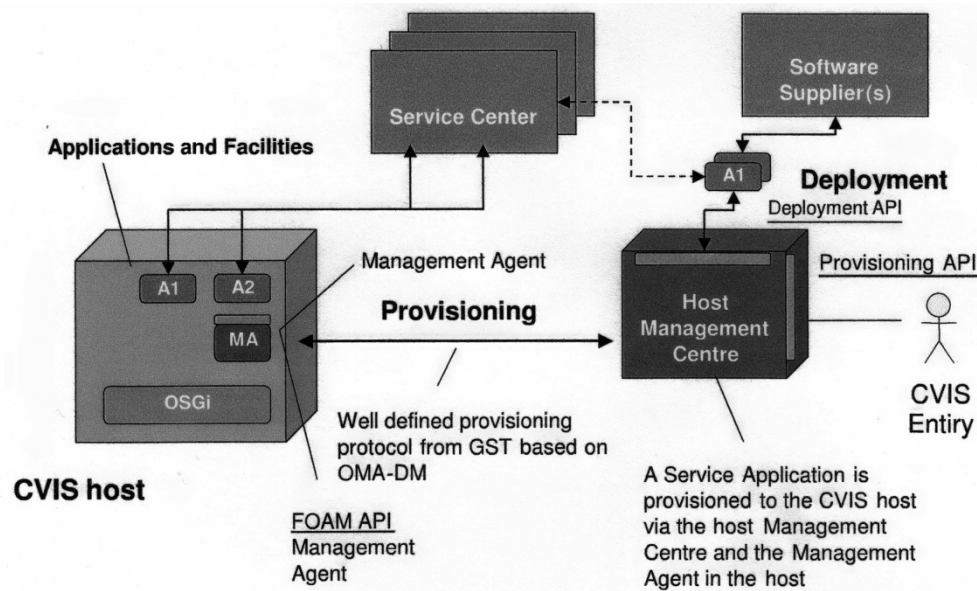 Service Center
Software
Supplier(s)
Applications and Facilities
A1
Deployment
Deployment API
A1
A2
Management Agent
Provisioning API
MA
Provisioning
Host
Management
Centre
OSGi
CVIS
Entiry
Well defined provisioning
protocol from GST based on
OMA-DM
CVIS host
FOAM API
Management
Agent
A Service Application is
provisioned to the CVIS host
via the host Management
Centre and the Management
Agent in the host